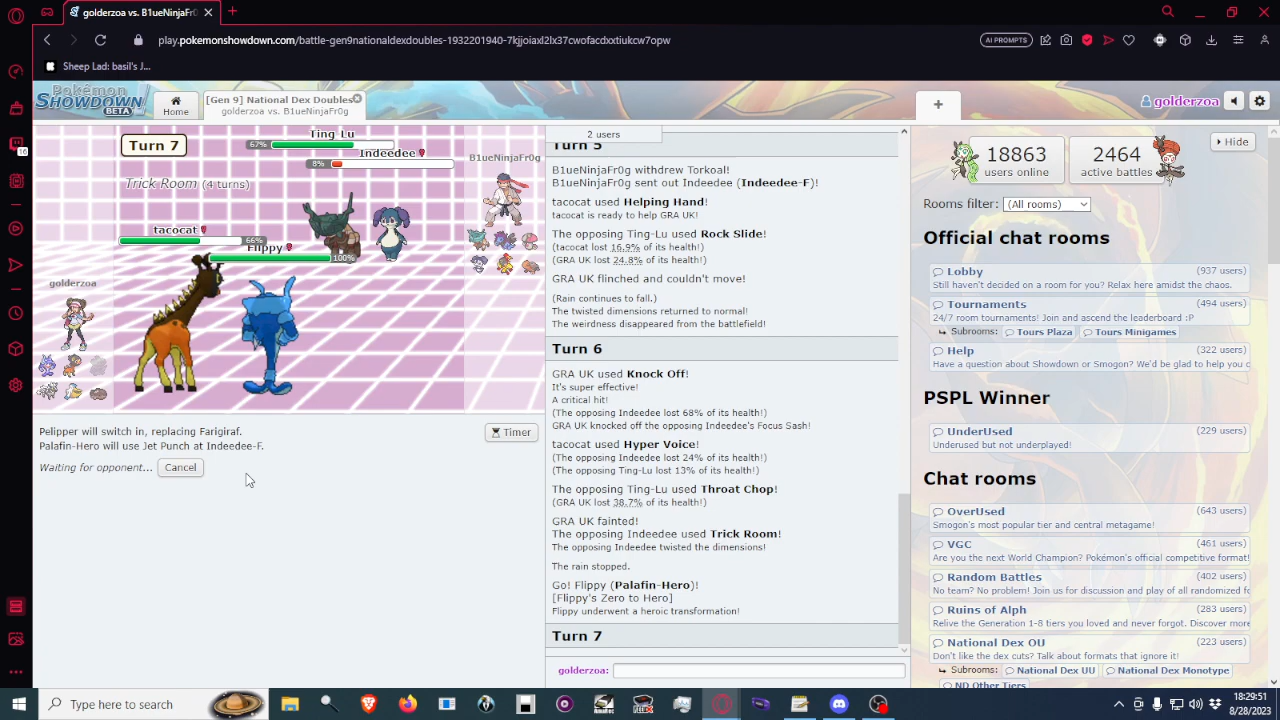 golderzoa vs. B1ueNinjaFr0
play.pokemonshowdown.com/battle-gen9nationaldexdoubles-1932201940-7kjjoiaxl2lx37cwofacdxxtiukcw7opw
AI PROMPTS
Sheep Lad: basil's J...
Pokémon
SHOWDOWN
BETA
Home
[Gen 9] National Dex Doubles
golderzoa vs. B1ueNinjaFr0g
golderzoa
Turn 7
Trick Room (4 turns)
Ting-Lu
67%
Indeedee
8%
B1ueNinjaFr0g
tacocat
66%
Flippy
100%
golderzoa
Pelipper will switch in, replacing Farigiraf.
Palafin-Hero will use Jet Punch at Indeedee-F.
Waiting for opponent... Cancel
Timer
2 users
Turn 5
B1ueNinjaFr0g withdrew Torkoal!
B1ueNinjaFr0g sent out Indeedee (Indeedee-F)!
tacocat used Helping Hand!
tacocat is ready to help GRA UK!
The opposing Ting-Lu used Rock Slide!
(tacocat lost 16.9% of its health!)
(GRA UK lost 24.8% of its health!)
GRA UK flinched and couldn't move!
(Rain continues to fall.)
The twisted dimensions returned to normal!
The weirdness disappeared from the battlefield!
Turn 6
GRA UK used Knock Off!
It's super effective!
A critical hit!
(The opposing Indeedee lost 68% of its health!)
GRA UK knocked off the opposing Indeedee's Focus Sash!
tacocat used Hyper Voice!
(The opposing Indeedee lost 24% of its health!)
(The opposing Ting-Lu lost 13% of its health!)
The opposing Ting-Lu used Throat Chop!
(GRA UK lost 38.7% of its health!)
GRA UK fainted!
The opposing Indeedee used Trick Room!
The opposing Indeedee twisted the dimensions!
The rain stopped.
Go! Flippy (Palafin-Hero)!
[Flippy's Zero to Hero]
Flippy underwent a heroic transformation!
Turn 7
golderzoa:
18863
users online
2464
active battles
Hide
Rooms filter: (All rooms)
Official chat rooms
Lobby (937 users)
Still haven't decided on a room for you? Relax here amidst the chaos.
Tournaments (494 users)
24/7 room tournaments! Join and ascend the leaderboard :P
Subrooms: Tours Plaza Tours Minigames
Help (322 users)
Have a question about Showdown or Smogon? We'd be glad to help you o
PSPL Winner
UnderUsed (229 users)
Underused but not underplayed!
Chat rooms
OverUsed (643 users)
Smogon's most popular tier and central metagame!
VGC (461 users)
Are you the next World Champion? Pokémon's official competitive format!
Random Battles (402 users)
No team? No problem! Join us for discussion and play of all randomized fo
Ruins of Alph (283 users)
Relive the Generation 1-8 tiers you loved and never forgot. Discover more
National Dex OU (223 users)
Don't like the dex cuts? Talk about formats that ignore it!
Subrooms: National Dex UU National Dex Monotype
ND Other Tiers
Type here to search
18:29:51
8/28/2023